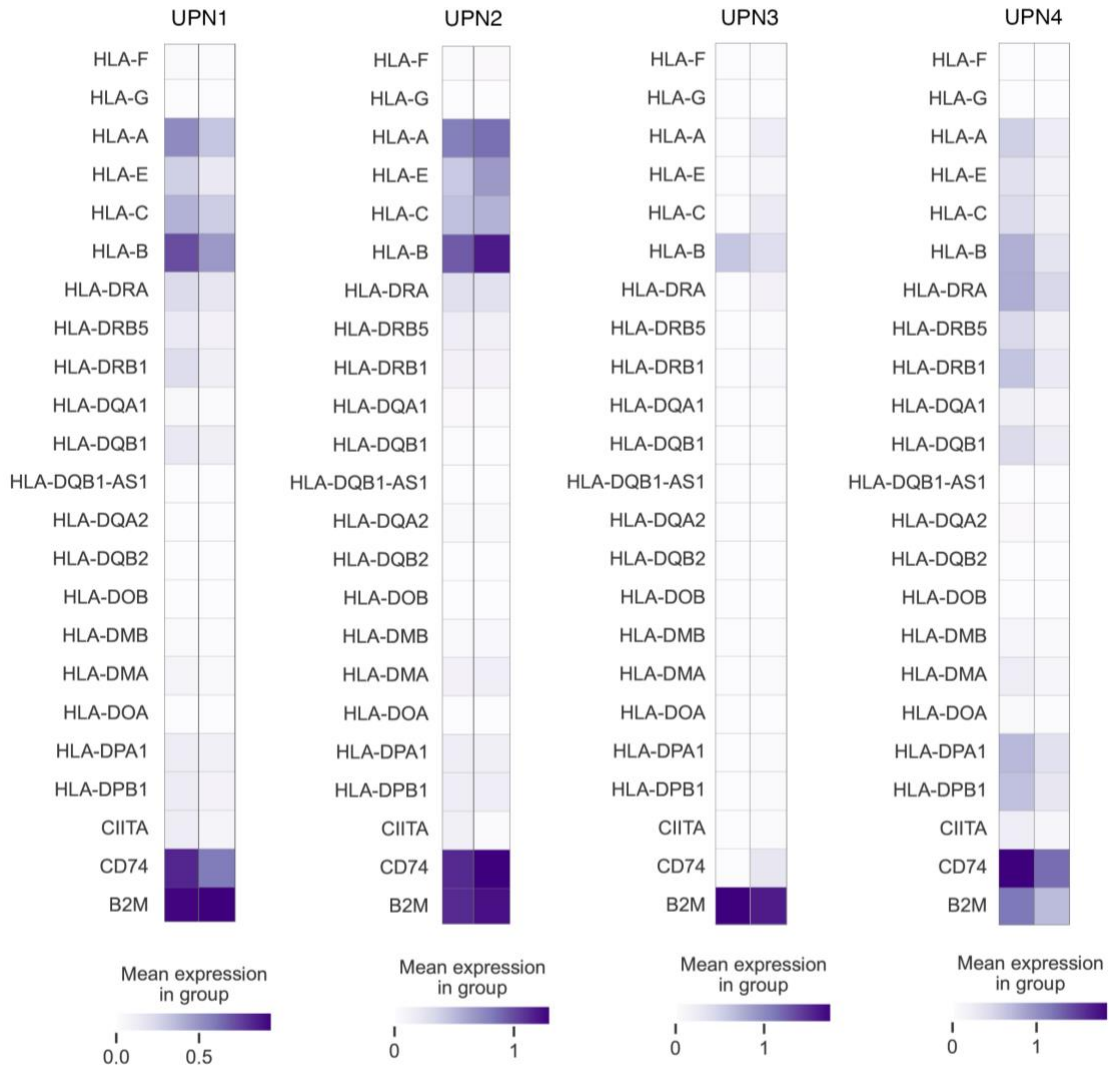 UPN1
HLA-F
HLA-G
HLA-A
HLA-E
HLA-C
HLA-B
HLA-DRA
HLA-DRB5
HLA-DRB1
HLA-DQA1
HLA-DQB1
HLA-DQB1-AS1
HLA-DQA2
HLA-DQB2
HLA-DOB
HLA-DMB
HLA-DMA
HLA-DOA
HLA-DPA1
HLA-DPB1
CIITA
CD74
B2M
Mean expression
in group
0.0 0.5
UPN2
HLA-F
HLA-G
HLA-A
HLA-E
HLA-C
HLA-B
HLA-DRA
HLA-DRB5
HLA-DRB1
HLA-DQA1
HLA-DQB1
HLA-DQB1-AS1
HLA-DQA2
HLA-DQB2
HLA-DOB
HLA-DMB
HLA-DMA
HLA-DOA
HLA-DPA1
HLA-DPB1
CIITA
CD74
B2M
Mean expression
in group
0 1
UPN3
HLA-F
HLA-G
HLA-A
HLA-E
HLA-C
HLA-B
HLA-DRA
HLA-DRB5
HLA-DRB1
HLA-DQA1
HLA-DQB1
HLA-DQB1-AS1
HLA-DQA2
HLA-DQB2
HLA-DOB
HLA-DMB
HLA-DMA
HLA-DOA
HLA-DPA1
HLA-DPB1
CIITA
CD74
B2M
Mean expression
in group
0 1
UPN4
HLA-F
HLA-G
HLA-A
HLA-E
HLA-C
HLA-B
HLA-DRA
HLA-DRB5
HLA-DRB1
HLA-DQA1
HLA-DQB1
HLA-DQB1-AS1
HLA-DQA2
HLA-DQB2
HLA-DOB
HLA-DMB
HLA-DMA
HLA-DOA
HLA-DPA1
HLA-DPB1
CIITA
CD74
B2M
Mean expression
in group
0 1